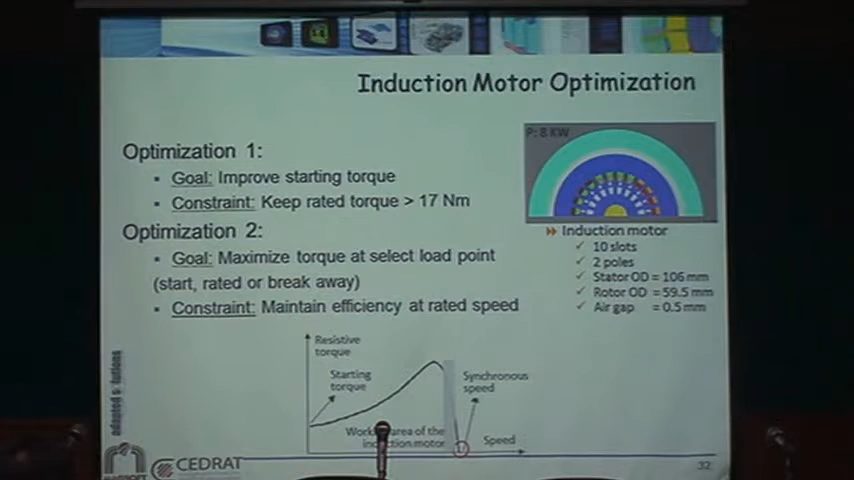 Induction Motor Optimization
Optimization 1:
▪ Goal: Improve starting torque
▪ Constraint: Keep rated torque > 17 Nm
Optimization 2:
▪ Goal: Maximize torque at select load point
(start, rated or break away)
▪ Constraint: Maintain efficiency at rated speed
P: 8 KW
Induction motor
✓ 10 slots
✓ 2 poles
✓ Stator OD = 106 mm
✓ Rotor OD = 59.5 mm
✓ Air gap = 0.5 mm
Resistive
torque
Starting
torque
Synchronous
speed
area of the
motor
Speed
adapted solutions
CEDRAT
32